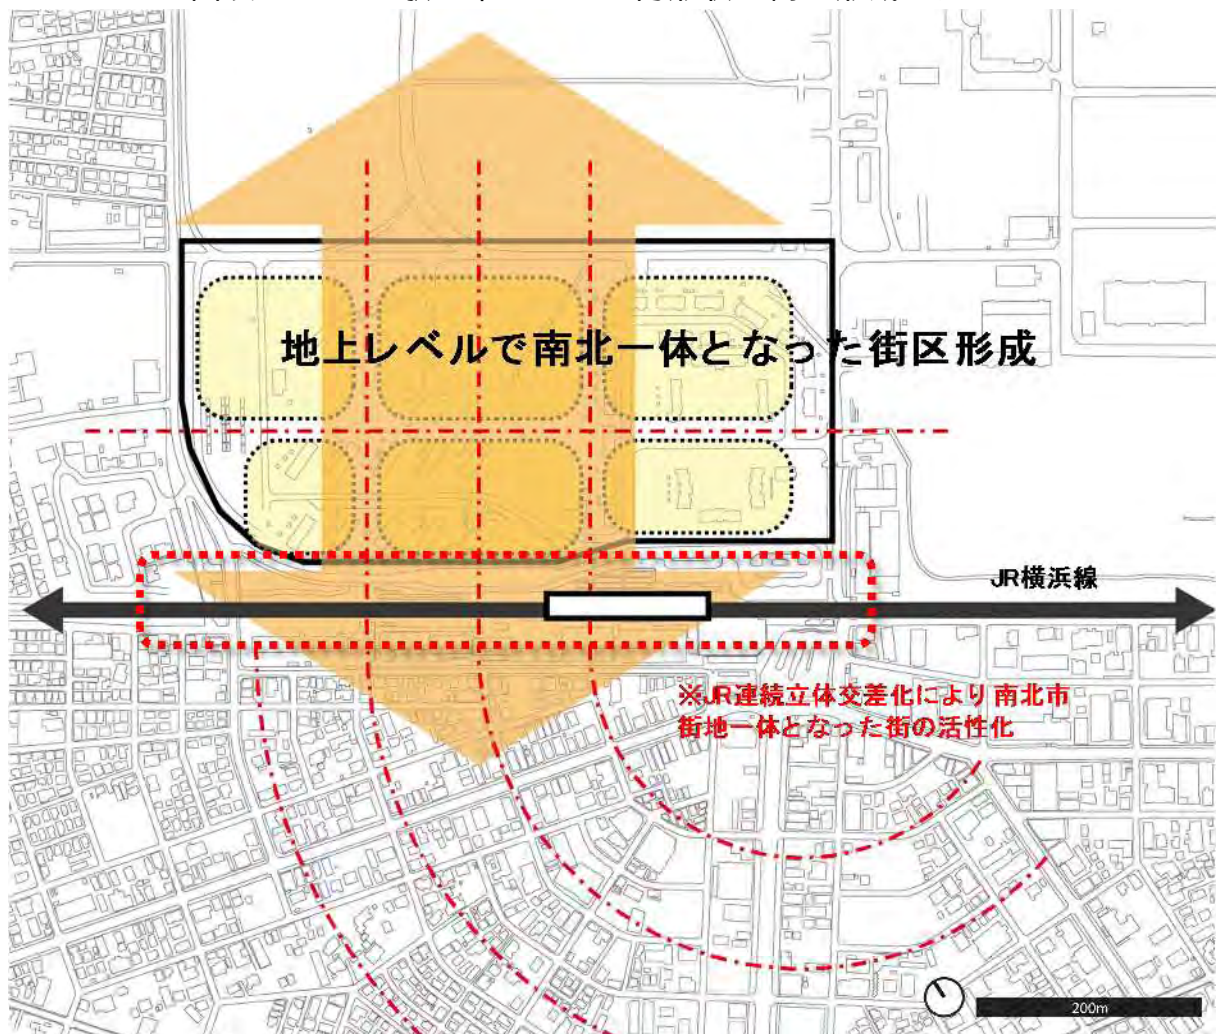 地上レベルで南北一体となった街区形成
JR横浜線
※JR連続立体交差化により南北市
街地一体となった街の活性化
200m